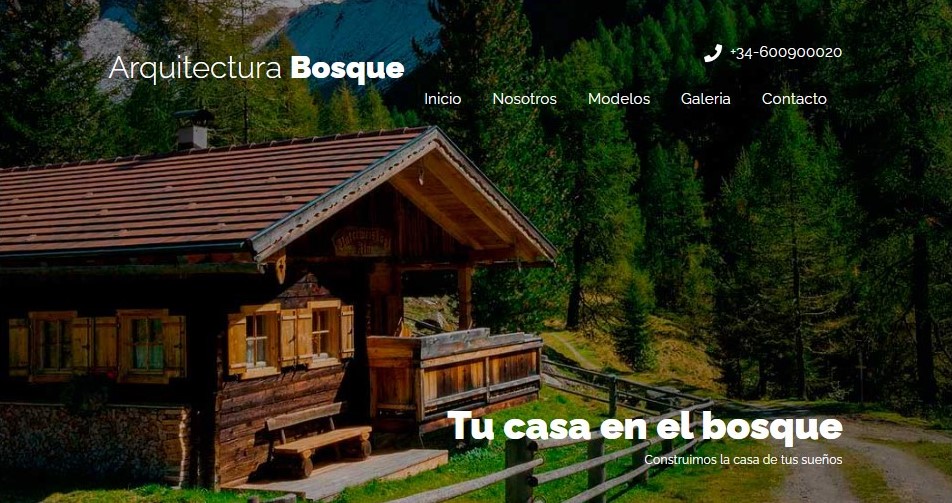 Arquitectura Bosque
+34-600900020
Inicio Nosotros Modelos Galeria Contacto
Tu casa en el bosque
Construimos la casa de tus sueños